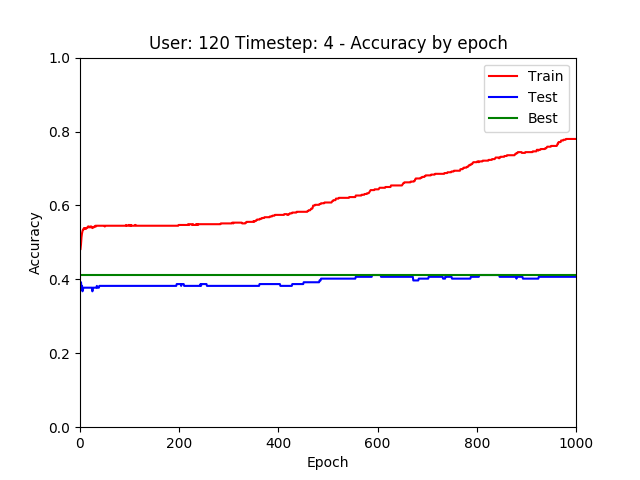 User: 120 Timestep: 4 - Accuracy by epoch
Train
Test
Best
Accuracy
1.0
0.8
0.6
0.4
0.2
0.0
0 200 400 600 800 1000
Epoch